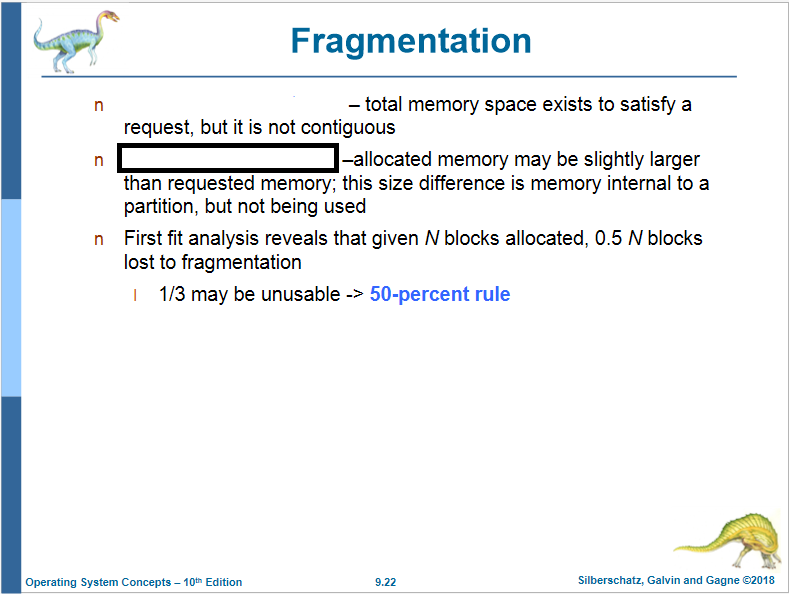 Fragmentation
n – total memory space exists to satisfy a
request, but it is not contiguous
n –allocated memory may be slightly larger
than requested memory; this size difference is memory internal to a
partition, but not being used
n First fit analysis reveals that given N blocks allocated, 0.5 N blocks
lost to fragmentation
l 1/3 may be unusable -> 50-percent rule
Operating System Concepts – 10th Edition
9.22
Silberschatz, Galvin and Gagne ©2018